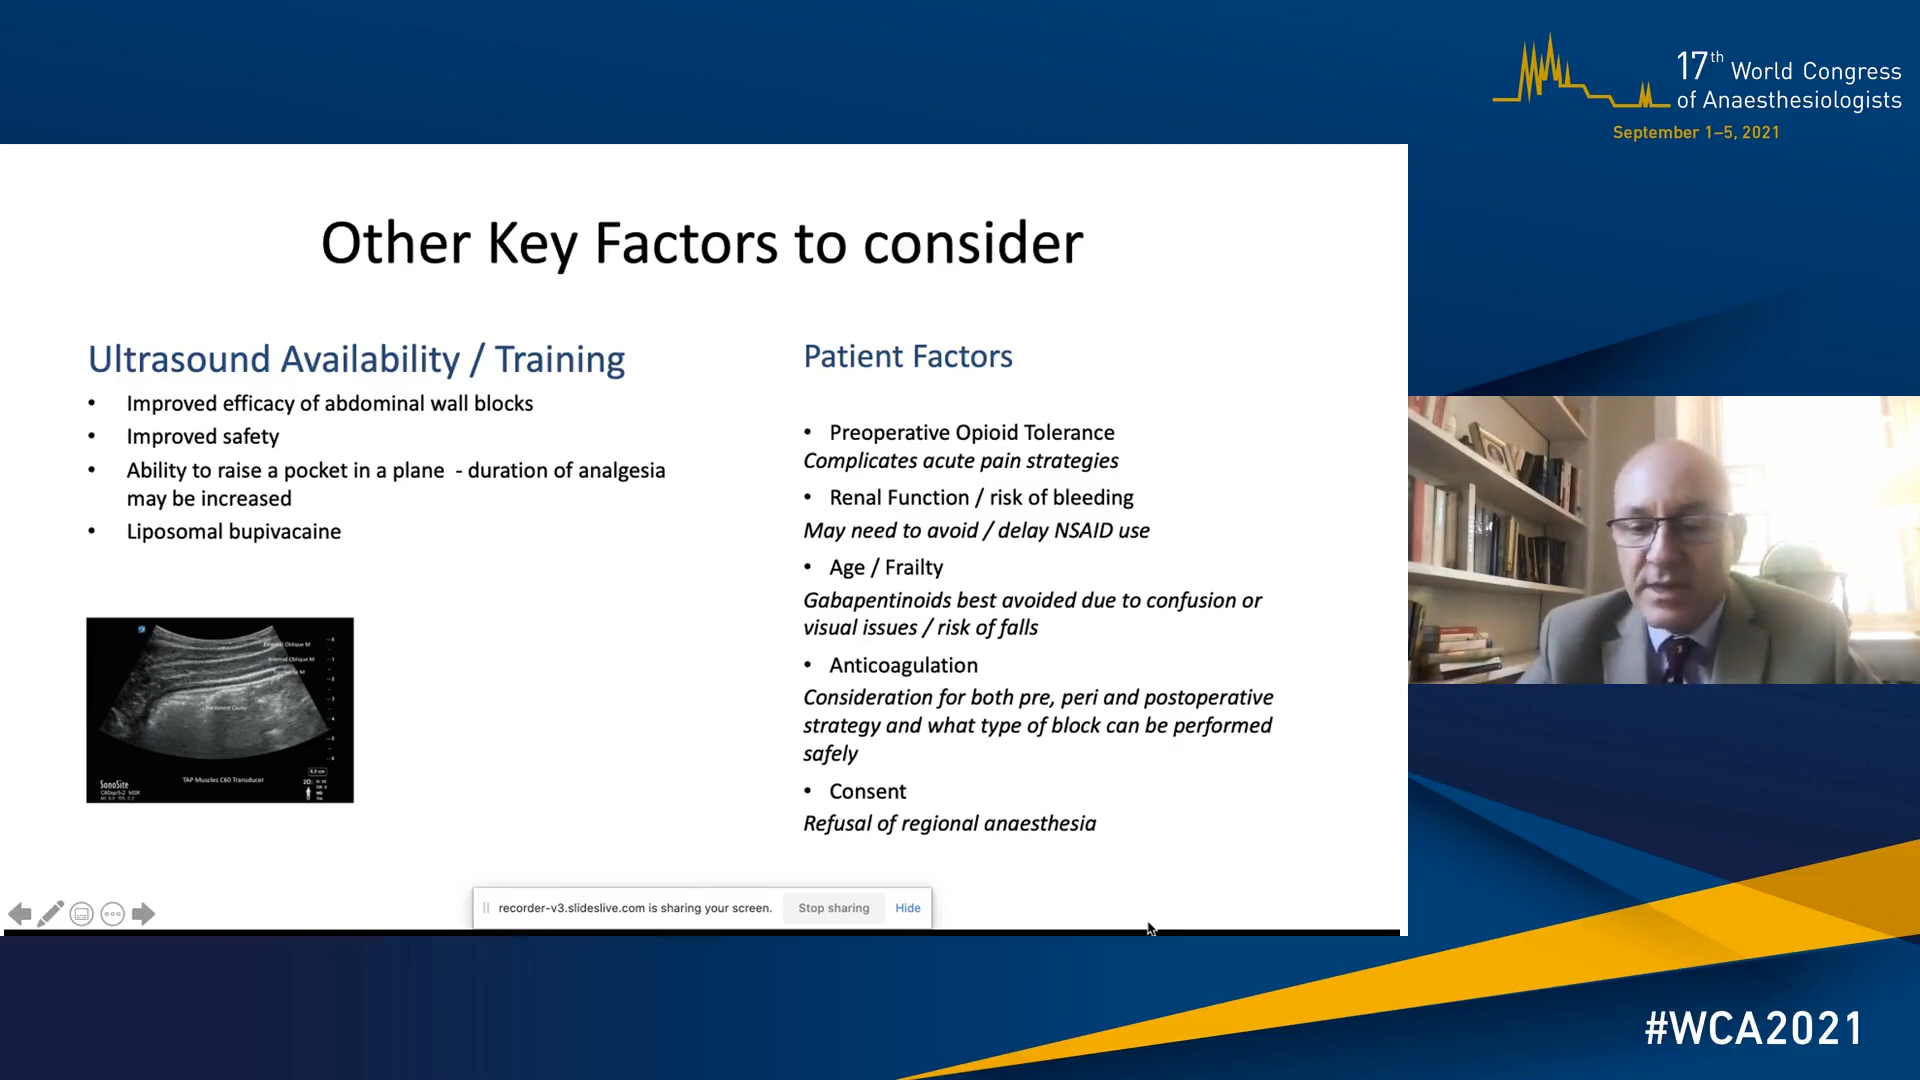 17th World Congress
of Anaesthesiologists
September 1–5, 2021
Other Key Factors to consider
Ultrasound Availability / Training
• Improved efficacy of abdominal wall blocks
• Improved safety
• Ability to raise a pocket in a plane - duration of analgesia
may be increased
• Liposomal bupivacaine
Oblique M
Internal Oblique M
M
Peritoneal Cavity
TAP Muscles C60 Transducer
SonoSite
Patient Factors
• Preoperative Opioid Tolerance
Complicates acute pain strategies
• Renal Function / risk of bleeding
May need to avoid / delay NSAID use
• Age / Frailty
Gabapentinoids best avoided due to confusion or
visual issues / risk of falls
• Anticoagulation
Consideration for both pre, peri and postoperative
strategy and what type of block can be performed
safely
• Consent
Refusal of regional anaesthesia
recorder-v3.slideslive.com is sharing your screen. Stop sharing Hide
#WCA2021